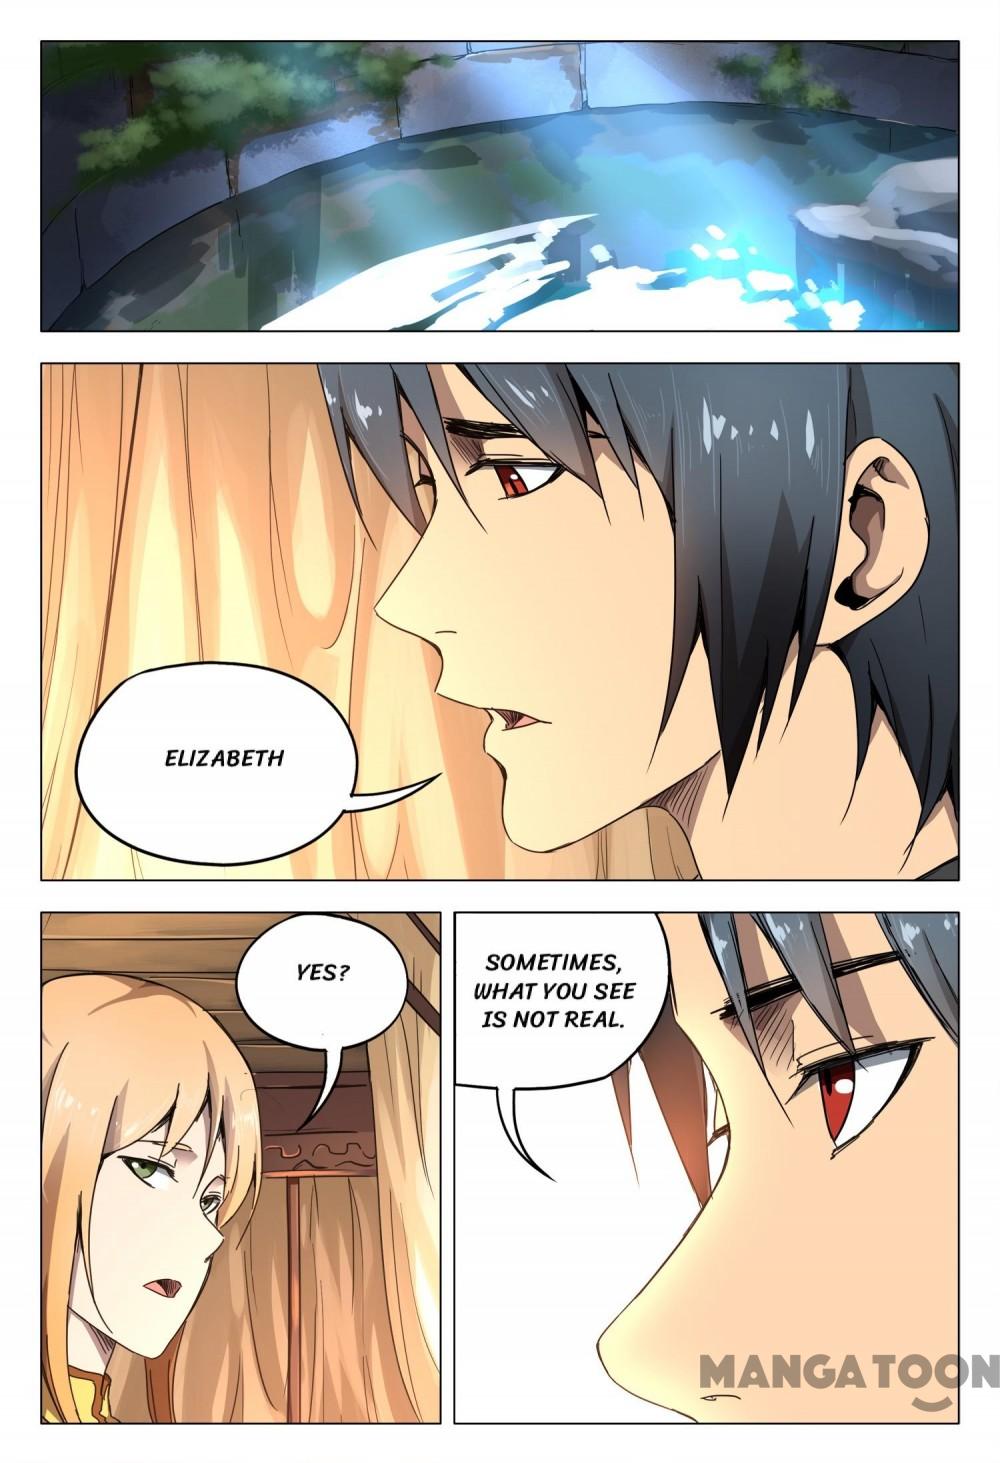 ELIZABETH
YES?
SOMETIMES,
WHAT YOU SEE
IS NOT REAL.
MANGATOON